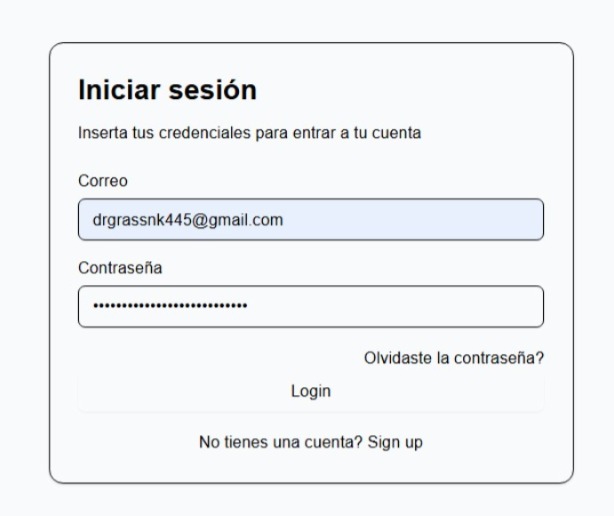 Iniciar sesión
Inserta tus credenciales para entrar a tu cuenta
Correo
drgrassnk445@gmail.com
Contraseña
•••••••••••••••••••••••••••
Olvidaste la contraseña?
Login
No tienes una cuenta? Sign up